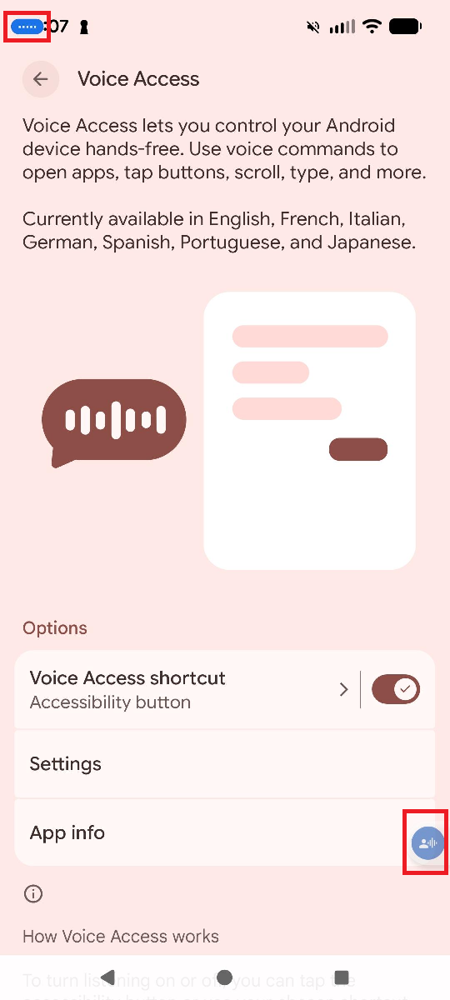 :07
Voice Access
Voice Access lets you control your Android
device hands-free. Use voice commands to
open apps, tap buttons, scroll, type, and more.
Currently available in English, French, Italian,
German, Spanish, Portuguese, and Japanese.
Options
Voice Access shortcut
Accessibility button
Settings
App info
How Voice Access works
To turn listening on or off, you can tap the